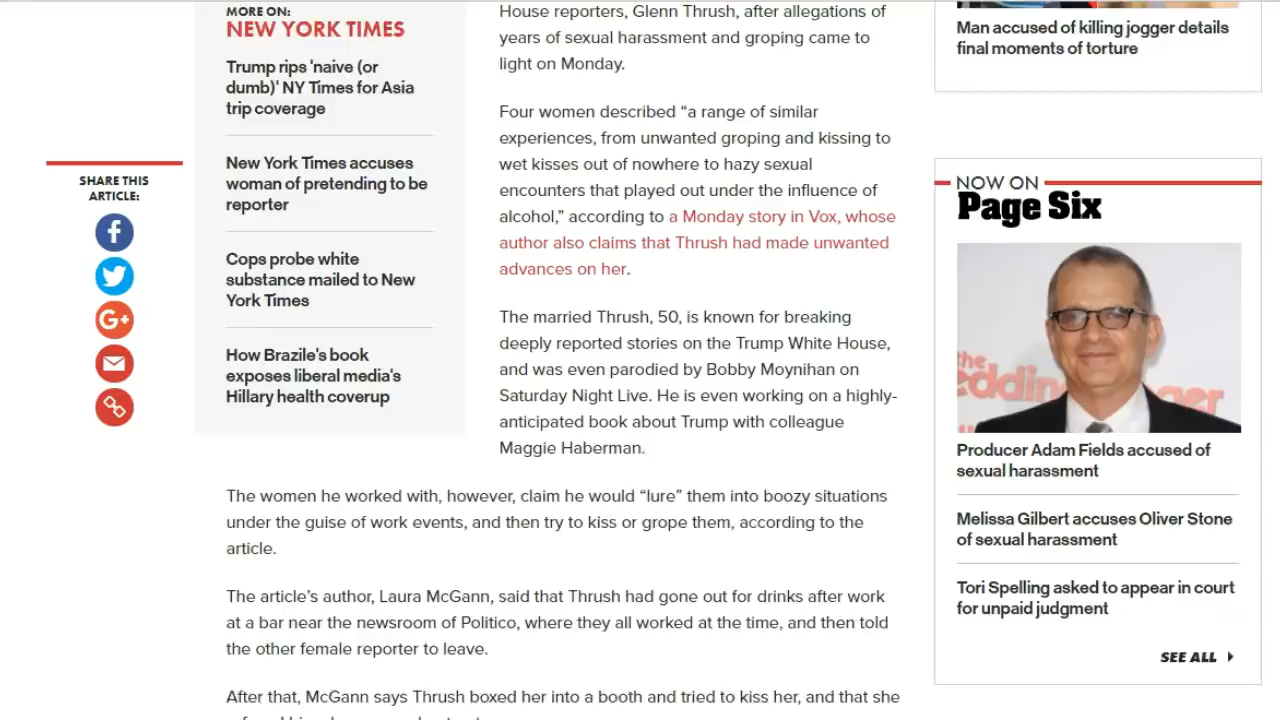 MORE ON:
NEW YORK TIMES
Trump rips 'naive (or
dumb)' NY Times for Asia
trip coverage
New York Times accuses
woman of pretending to be
reporter
Cops probe white
substance mailed to New
York Times
How Brazile's book
exposes liberal media's
Hillary health coverup
SHARE THIS
ARTICLE:
House reporters, Glenn Thrush, after allegations of
years of sexual harassment and groping came to
light on Monday.
Four women described “a range of similar
experiences, from unwanted groping and kissing to
wet kisses out of nowhere to hazy sexual
encounters that played out under the influence of
alcohol,” according to a Monday story in Vox, whose
author also claims that Thrush had made unwanted
advances on her.
The married Thrush, 50, is known for breaking
deeply reported stories on the Trump White House,
and was even parodied by Bobby Moynihan on
Saturday Night Live. He is even working on a highly-
anticipated book about Trump with colleague
Maggie Haberman.
The women he worked with, however, claim he would “lure” them into boozy situations
under the guise of work events, and then try to kiss or grope them, according to the
article.
The article’s author, Laura McGann, said that Thrush had gone out for drinks after work
at a bar near the newsroom of Politico, where they all worked at the time, and then told
the other female reporter to leave.
After that, McGann says Thrush boxed her into a booth and tried to kiss her, and that she
Man accused of killing jogger details
final moments of torture
NOW ON
Page Six
the
Producer Adam Fields accused of
sexual harassment
Melissa Gilbert accuses Oliver Stone
of sexual harassment
Tori Spelling asked to appear in court
for unpaid judgment
SEE ALL